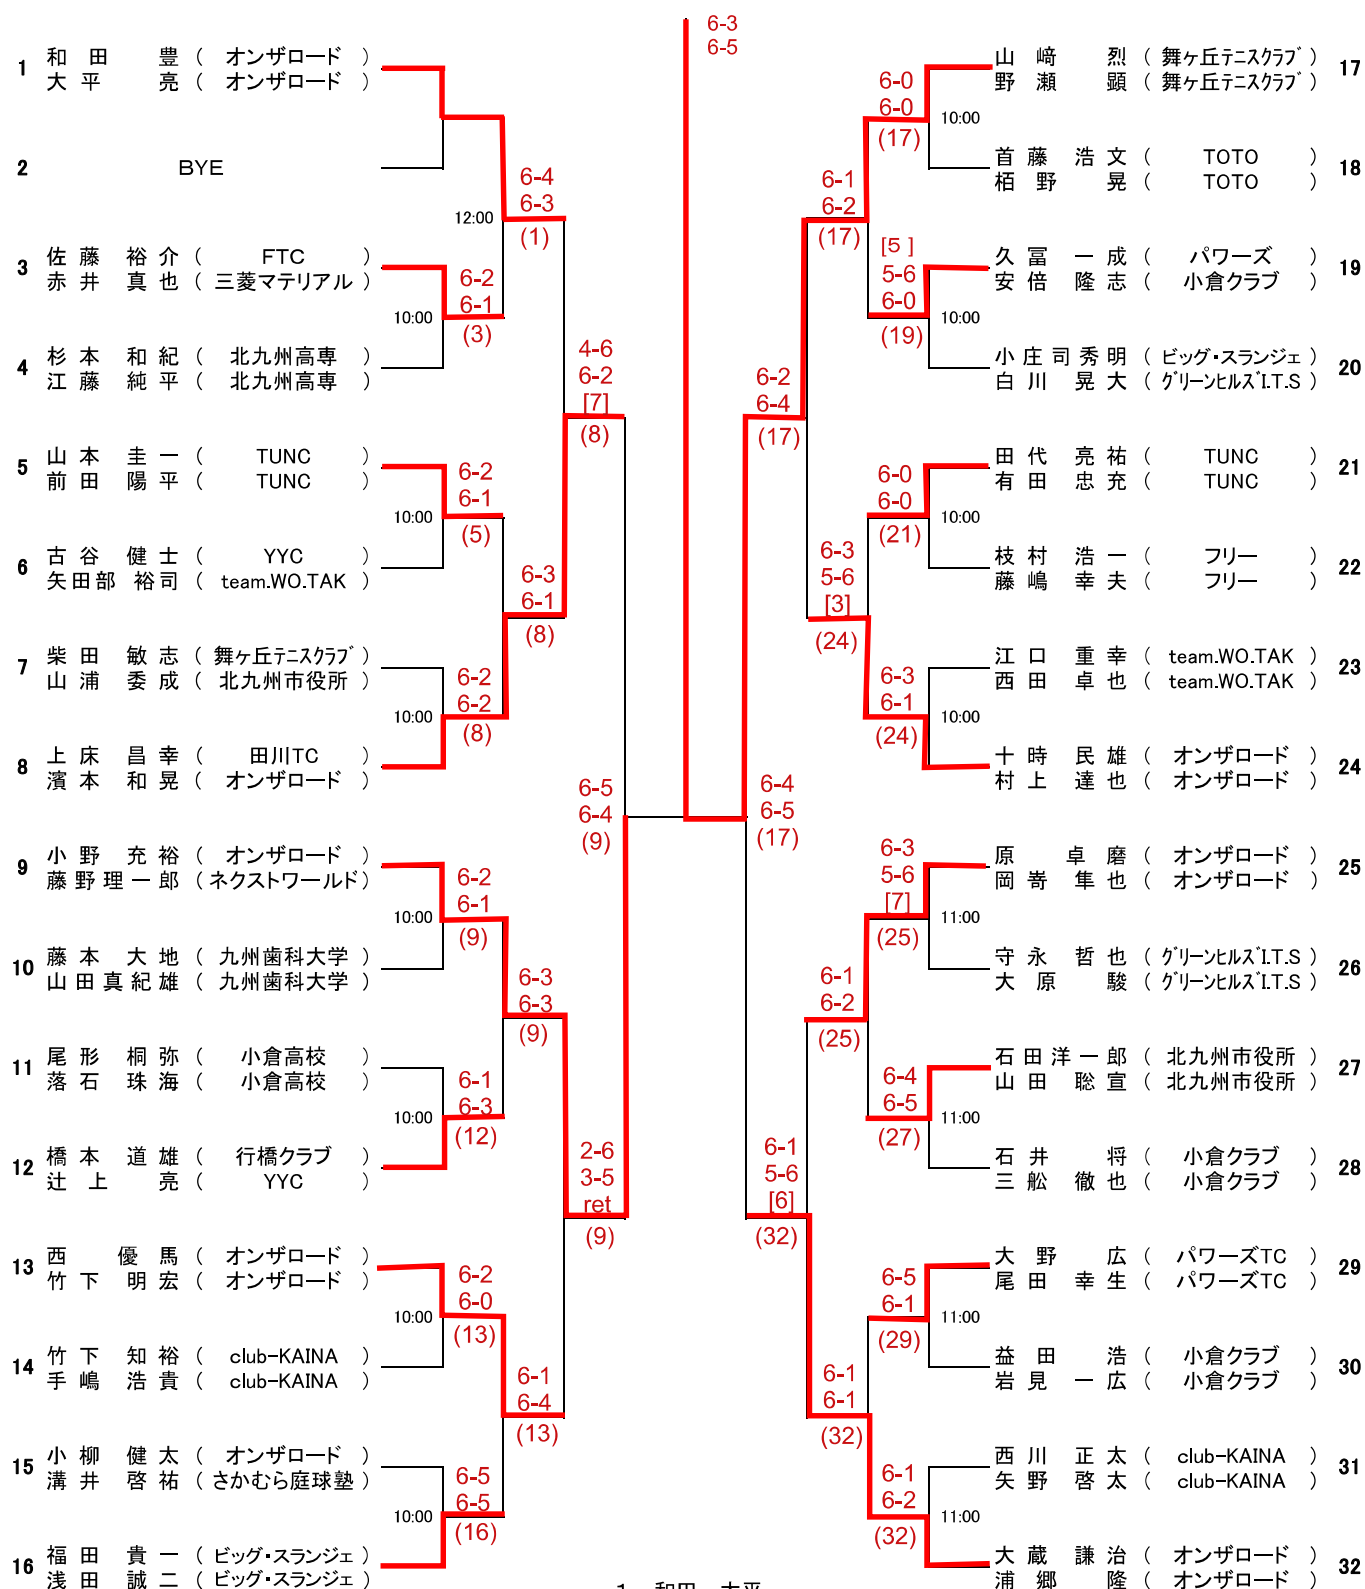 6-3
6-5
1 和田 豊 ( オンザロード )
大平 亮 ( オンザロード )
2 BYE
12:00
6-4
6-3
(1)
3 佐藤 裕介 ( FTC )
赤井 真也 ( 三菱マテリアル )
10:00
6-2
6-1
(3)
4 杉本 和紀 ( 北九州高専 )
江藤 純平 ( 北九州高専 )
4-6
6-2
[7]
(8)
5 山本 圭一 ( TUNC )
前田 陽平 ( TUNC )
10:00
6-2
6-1
(5)
6 古谷 健士 ( YYC )
矢田部 裕司 ( team.WO.TAK )
6-3
6-1
(8)
7 柴田 敏志 ( 舞ヶ丘テニスクラブ )
山浦 委成 ( 北九州市役所 )
10:00
6-2
6-2
(8)
8 上床 昌幸 ( 田川TC )
濱本 和晃 ( オンザロード )
6-5
6-4
(9)
9 小野 充裕 ( オンザロード )
藤野理一郎 ( ネクストワールド )
10:00
6-2
6-1
(9)
10 藤本 大地 ( 九州歯科大学 )
山田真紀雄 ( 九州歯科大学 )
6-3
6-3
(9)
11 尾形 桐弥 ( 小倉高校 )
落石 珠海 ( 小倉高校 )
10:00
6-1
6-3
(12)
12 橋本 道雄 ( 行橋クラブ )
辻上 亮 ( YYC )
2-6
3-5
ret
(9)
13 西 優馬 ( オンザロード )
竹下 明宏 ( オンザロード )
10:00
6-2
6-0
(13)
14 竹下 知裕 ( club-KAINA )
手嶋 浩貴 ( club-KAINA )
6-1
6-4
(13)
15 小柳 健太 ( オンザロード )
溝井 啓祐 ( さかむら庭球塾 )
10:00
6-5
6-5
(16)
16 福田 貴一 ( ビッグ・スランジェ )
浅田 誠二 ( ビッグ・スランジェ )
山﨑 烈 ( 舞ヶ丘テニスクラブ ) 17
野瀬 顕 ( 舞ヶ丘テニスクラブ )
10:00
6-0
6-0
(17)
首藤 浩文 ( TOTO ) 18
栢野 晃 ( TOTO )
6-1
6-2
(17)
久冨 一成 ( パワーズ ) 19
安倍 隆志 ( 小倉クラブ )
10:00
[5 ]
5-6
6-0
(19)
小庄司秀明 ( ビッグ・スランジェ ) 20
白川 晃大 ( グリーンヒルズI.T.S )
6-2
6-4
(17)
田代 亮祐 ( TUNC ) 21
有田 忠充 ( TUNC )
10:00
6-0
6-0
(21)
枝村 浩一 ( フリー ) 22
藤嶋 幸夫 ( フリー )
6-3
5-6
[3]
(24)
江口 重幸 ( team.WO.TAK ) 23
西田 卓也 ( team.WO.TAK )
10:00
6-3
6-1
(24)
十時 民雄 ( オンザロード ) 24
村上 達也 ( オンザロード )
6-4
6-5
(17)
原 卓磨 ( オンザロード ) 25
岡嵜 隼也 ( オンザロード )
11:00
6-3
5-6
[7]
(25)
守永 哲也 ( グリーンヒルズI.T.S ) 26
大原 駿 ( グリーンヒルズI.T.S )
6-1
6-2
(25)
石田洋一郎 ( 北九州市役所 ) 27
山田 聡宣 ( 北九州市役所 )
11:00
6-4
6-5
(27)
石井 将 ( 小倉クラブ ) 28
三舩 徹也 ( 小倉クラブ )
6-1
5-6
[6]
(32)
大野 広 ( パワーズTC ) 29
尾田 幸生 ( パワーズTC )
11:00
6-5
6-1
(29)
益田 浩 ( 小倉クラブ ) 30
岩見 一広 ( 小倉クラブ )
6-1
6-1
(32)
西川 正太 ( club-KAINA ) 31
矢野 啓太 ( club-KAINA )
11:00
6-1
6-2
(32)
大蔵 謙治 ( オンザロード ) 32
浦郷 隆 ( オンザロード )